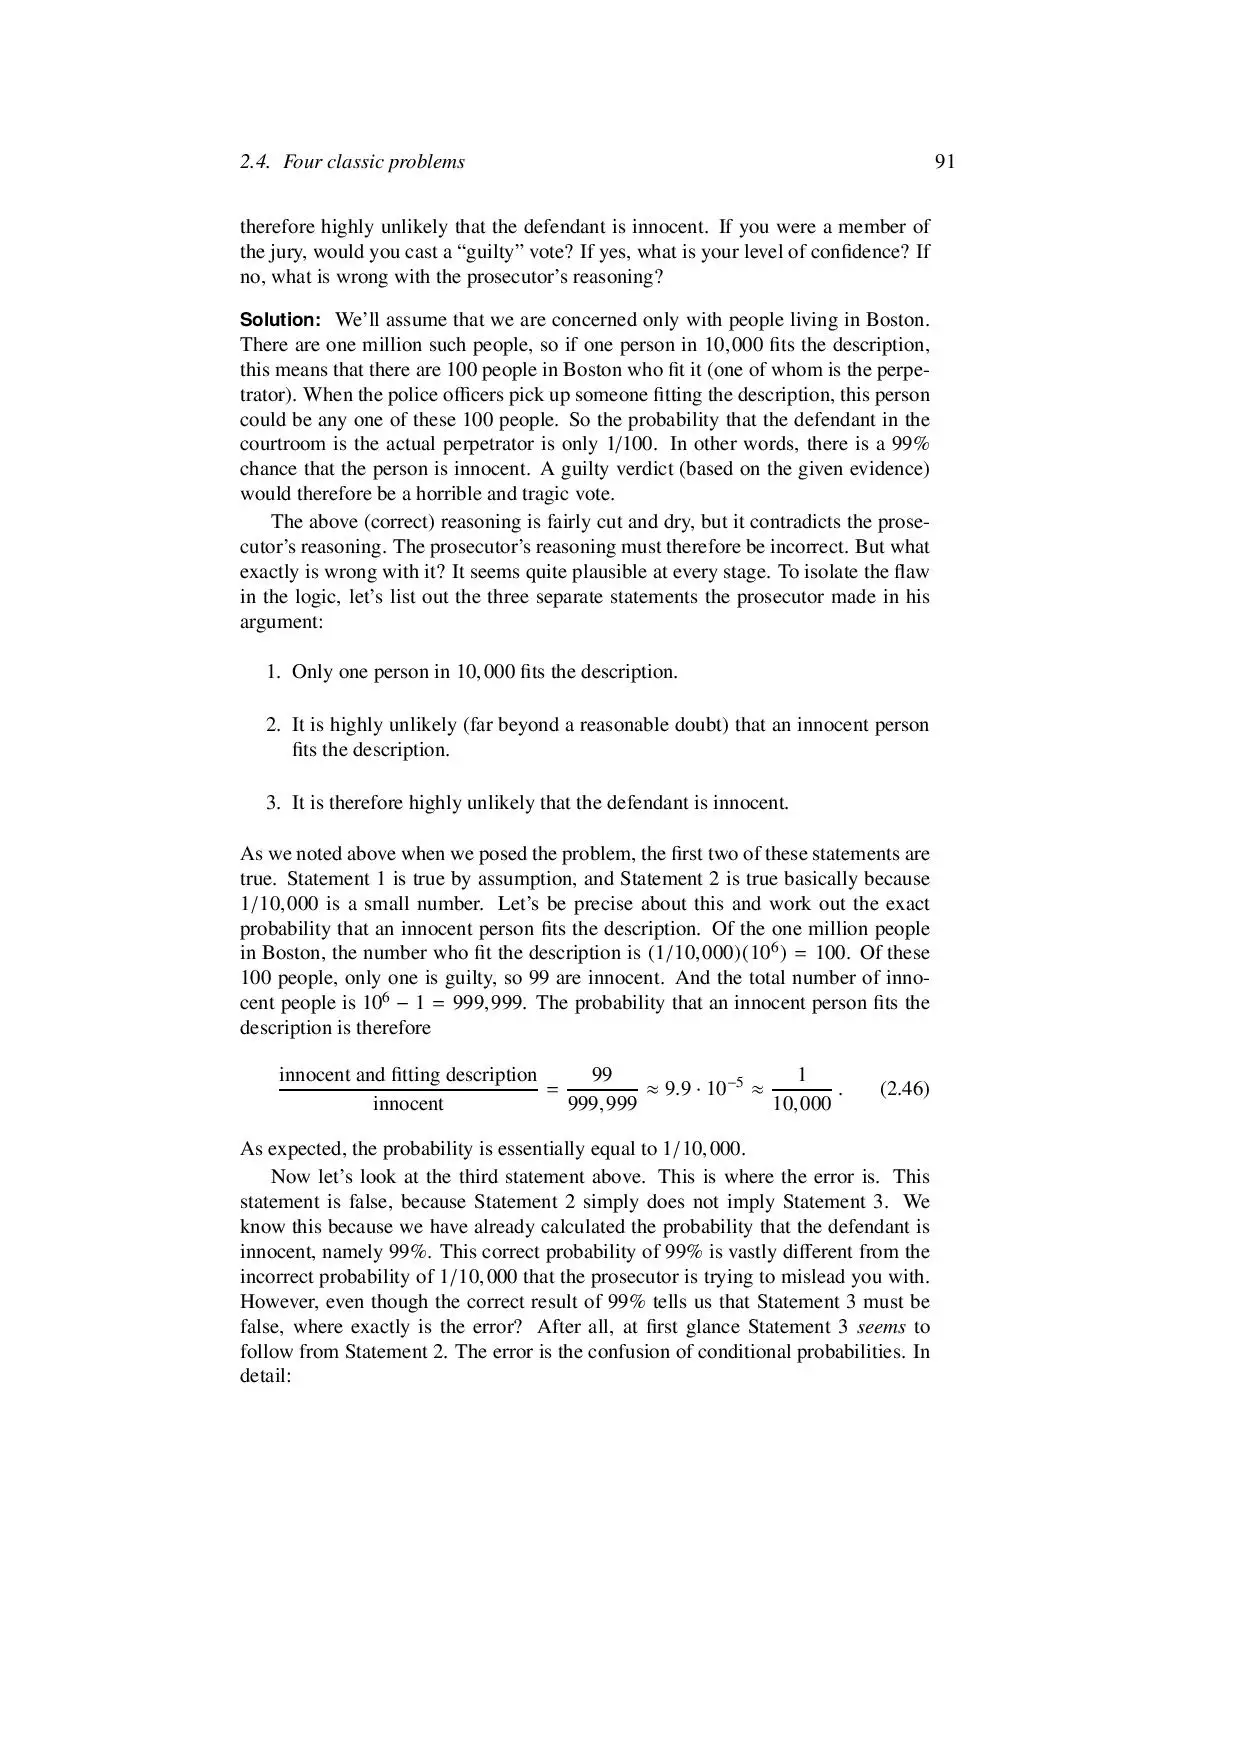 2.4. Four classic problems 91
therefore highly unlikely that the defendant is innocent. If you were a member of
the jury, would you cast a “guilty” vote? If yes, what is your level of confidence? If
no, what is wrong with the prosecutor’s reasoning?
Solution: We’ll assume that we are concerned only with people living in Boston.
There are one million such people, so if one person in 10,000 fits the description,
this means that there are 100 people in Boston who fit it (one of whom is the perpe-
trator). When the police officers pick up someone fitting the description, this person
could be any one of these 100 people. So the probability that the defendant in the
courtroom is the actual perpetrator is only 1/100. In other words, there is a 99%
chance that the person is innocent. A guilty verdict (based on the given evidence)
would therefore be a horrible and tragic vote.
The above (correct) reasoning is fairly cut and dry, but it contradicts the prose-
cutor’s reasoning. The prosecutor’s reasoning must therefore be incorrect. But what
exactly is wrong with it? It seems quite plausible at every stage. To isolate the flaw
in the logic, let’s list out the three separate statements the prosecutor made in his
argument:
1. Only one person in 10,000 fits the description.
2. It is highly unlikely (far beyond a reasonable doubt) that an innocent person
fits the description.
3. It is therefore highly unlikely that the defendant is innocent.
As we noted above when we posed the problem, the first two of these statements are
true. Statement 1 is true by assumption, and Statement 2 is true basically because
1/10,000 is a small number. Let’s be precise about this and work out the exact
probability that an innocent person fits the description. Of the one million people
in Boston, the number who fit the description is (1/10,000)(10⁶) = 100. Of these
100 people, only one is guilty, so 99 are innocent. And the total number of inno-
cent people is 10⁶ − 1 = 999,999. The probability that an innocent person fits the
description is therefore
innocent and fitting description / innocent = 99 / 999,999 ≈ 9.9 · 10⁻⁵ ≈ 1 / 10,000 . (2.46)
As expected, the probability is essentially equal to 1/10,000.
Now let’s look at the third statement above. This is where the error is. This
statement is false, because Statement 2 simply does not imply Statement 3. We
know this because we have already calculated the probability that the defendant is
innocent, namely 99%. This correct probability of 99% is vastly different from the
incorrect probability of 1/10,000 that the prosecutor is trying to mislead you with.
However, even though the correct result of 99% tells us that Statement 3 must be
false, where exactly is the error? After all, at first glance Statement 3 seems to
follow from Statement 2. The error is the confusion of conditional probabilities. In
detail: